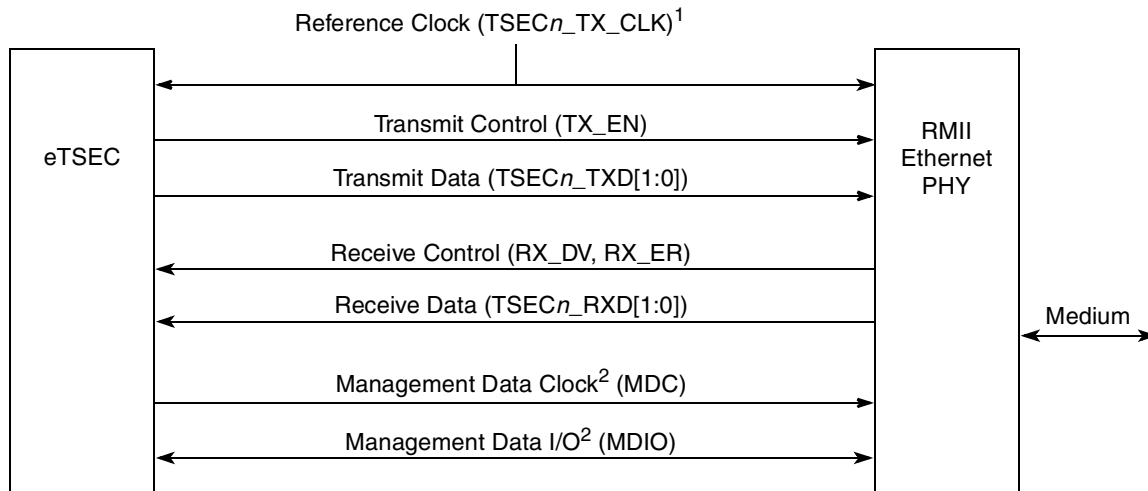 Reference Clock (TSECn_TX_CLK)¹
Transmit Control (TX_EN)
eTSEC
RMII
Ethernet
PHY
Transmit Data (TSECn_TXD[1:0])
Receive Control (RX_DV, RX_ER)
Receive Data (TSECn_RXD[1:0])
Medium
Management Data Clock² (MDC)
Management Data I/O² (MDIO)